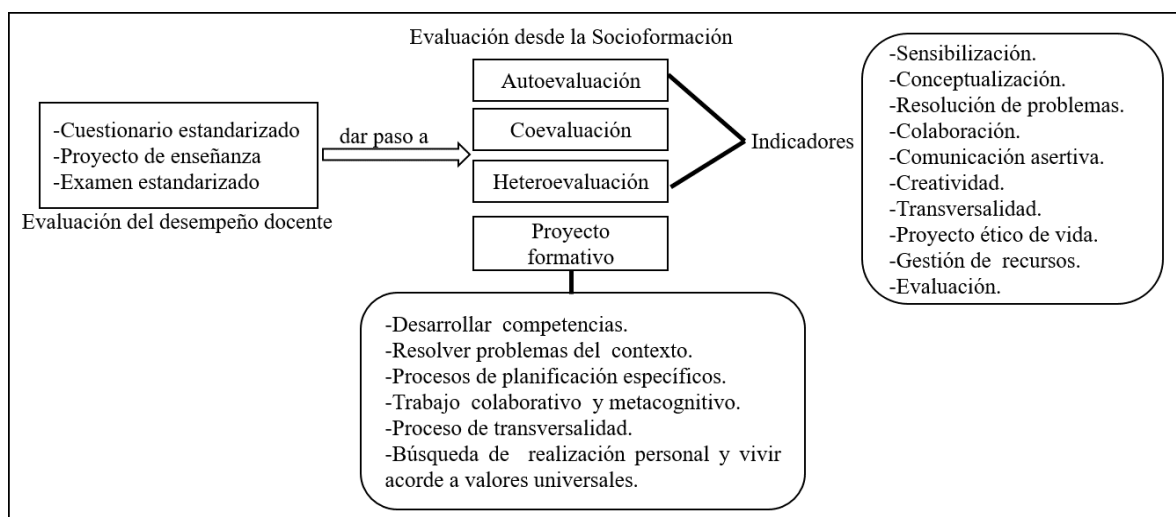 -Cuestionario estandarizado
-Proyecto de enseñanza
-Examen estandarizado
Evaluación del desempeño docente
dar paso a
Evaluación desde la Socioformación
Autoevaluación
Coevaluación
Heteroevaluación
Proyecto
formativo
Indicadores
-Sensibilización.
-Conceptualización.
-Resolución de problemas.
-Colaboración.
-Comunicación asertiva.
-Creatividad.
-Transversalidad.
-Proyecto ético de vida.
-Gestión de recursos.
-Evaluación.
-Desarrollar competencias.
-Resolver problemas del contexto.
-Procesos de planificación específicos.
-Trabajo colaborativo y metacognitivo.
-Proceso de transversalidad.
-Búsqueda de realización personal y vivir
acorde a valores universales.